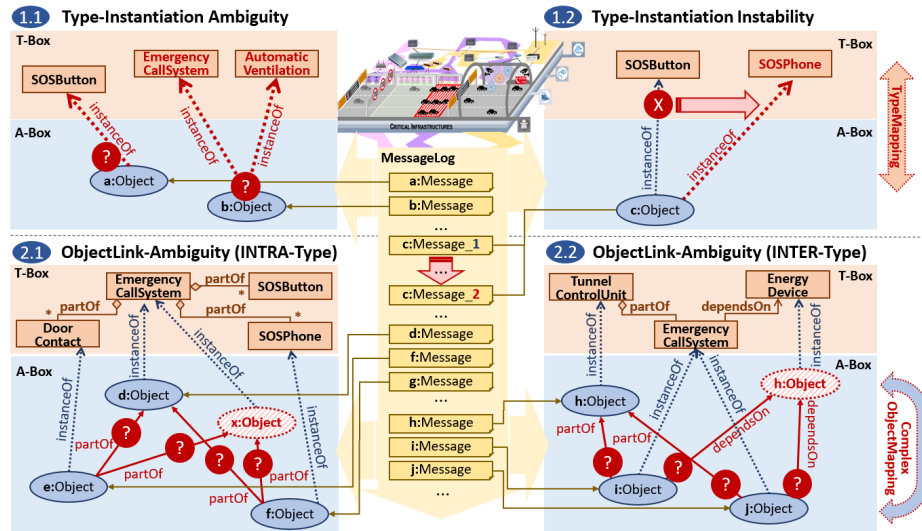 1.1 Type-Instantiation Ambiguity
T-Box
SOSButton
Emergency
CallSystem
Automatic
Ventilation
instanceOf
instanceOf
instanceOf
A-Box
?
?
a:Object
b:Object
CRITICAL INFRASTRUCTURES
MessageLog
a:Message
b:Message
...
c:Message_1
...
c:Message_2
d:Message
f:Message
g:Message
...
h:Message
i:Message
j:Message
...
1.2 Type-Instantiation Instability
T-Box
SOSButton
SOSPhone
X
instanceOf
instanceOf
A-Box
c:Object
TypeMapping
2.1 ObjectLink-Ambiguity (INTRA-Type)
T-Box
Emergency
CallSystem
SOSButton
partOf
partOf
partOf
*
*
*
Door
Contact
SOSPhone
instanceOf
instanceOf
instanceOf
instanceOf
A-Box
d:Object
x:Object
?
?
?
?
partOf
partOf
partOf
partOf
e:Object
f:Object
2.2 ObjectLink-Ambiguity (INTER-Type)
T-Box
Tunnel
ControlUnit
Energy
Device
partOf
dependsOn
Emergency
CallSystem
instanceOf
instanceOf
instanceOf
instanceOf
A-Box
h:Object
h:Object
partOf
partOf
dependsOn
dependsOn
?
?
?
?
i:Object
j:Object
Complex
ObjectMapping